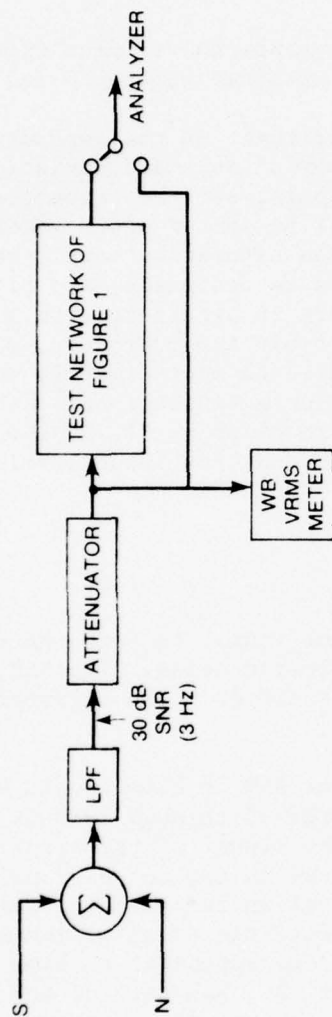 S
N
Σ
LPF
30 dB
SNR
(3 Hz)
ATTENUATOR
WB
VRMS
METER
TEST NETWORK OF
FIGURE 1
ANALYZER